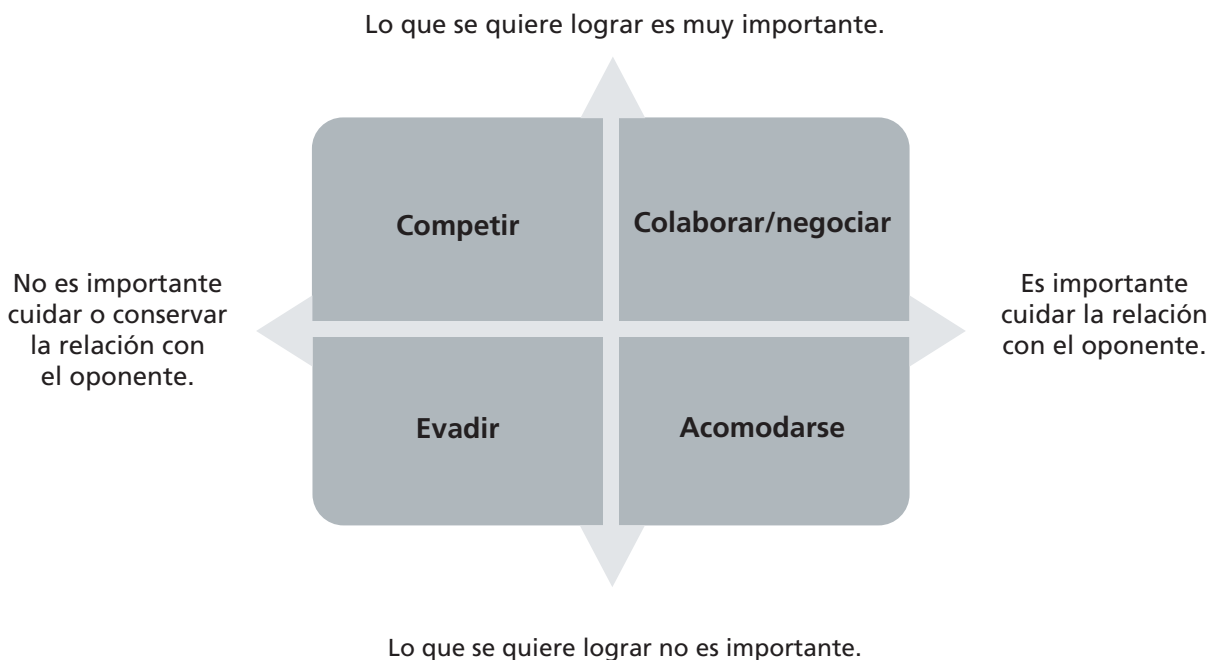 Lo que se quiere lograr es muy importante.
Competir
Colaborar/negociar
No es importante
cuidar o conservar
la relación con
el oponente.
Es importante
cuidar la relación
con el oponente.
Evadir
Acomodarse
Lo que se quiere lograr no es importante.